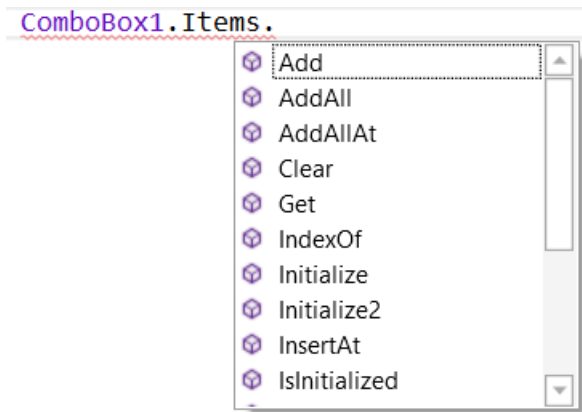 ComboBox1.Items.
Add
AddAll
AddAllAt
Clear
Get
IndexOf
Initialize
Initialize2
InsertAt
IsInitialized